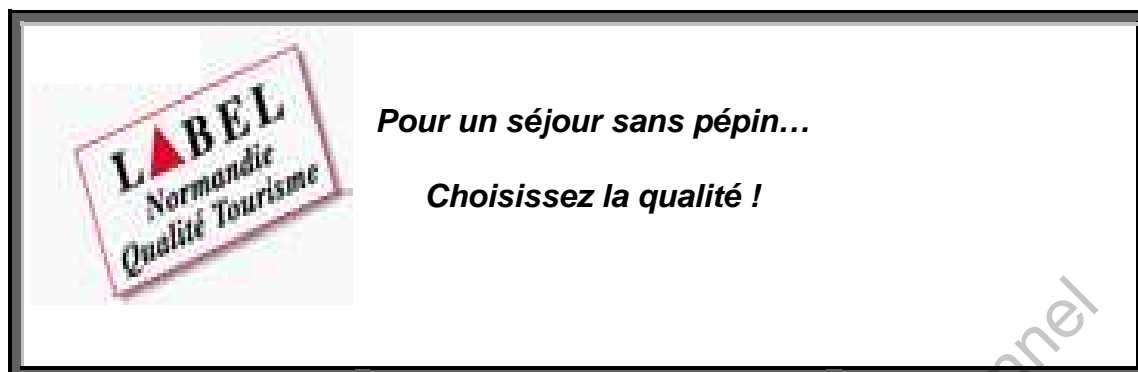 LABEL
Normandie
Qualité Tourisme
Pour un séjour sans pépin…
Choisissez la qualité !